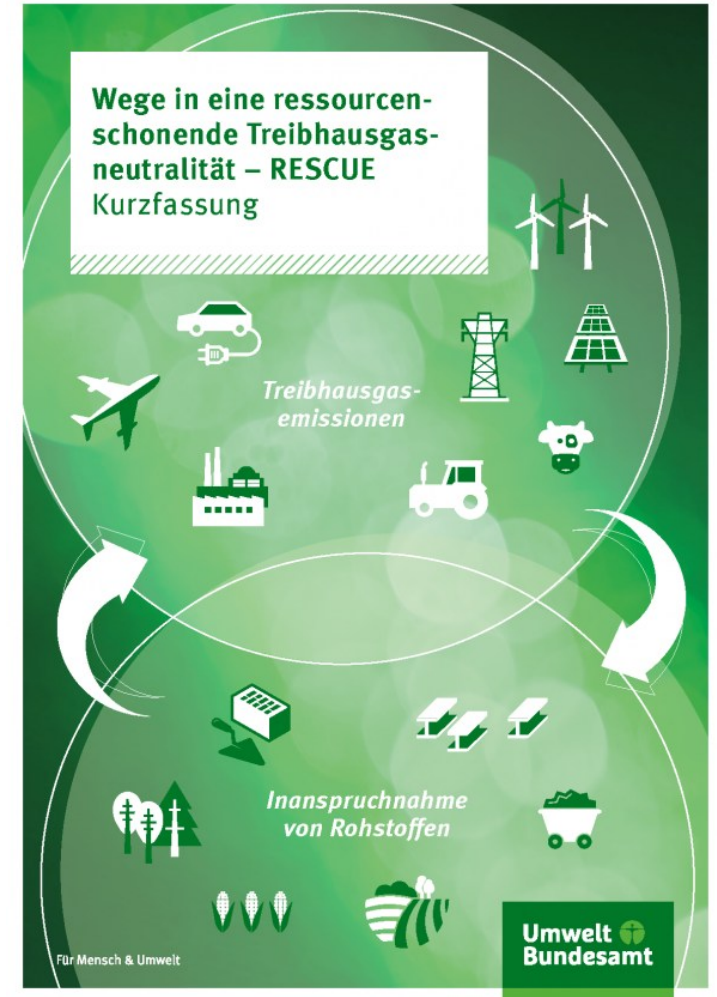 Wege in eine ressourcen-
schonende Treibhausgas-
neutralität – RESCUE
Kurzfassung
Treibhausgas-
emissionen
Inanspruchnahme
von Rohstoffen
Für Mensch & Umwelt
Umwelt
Bundesamt